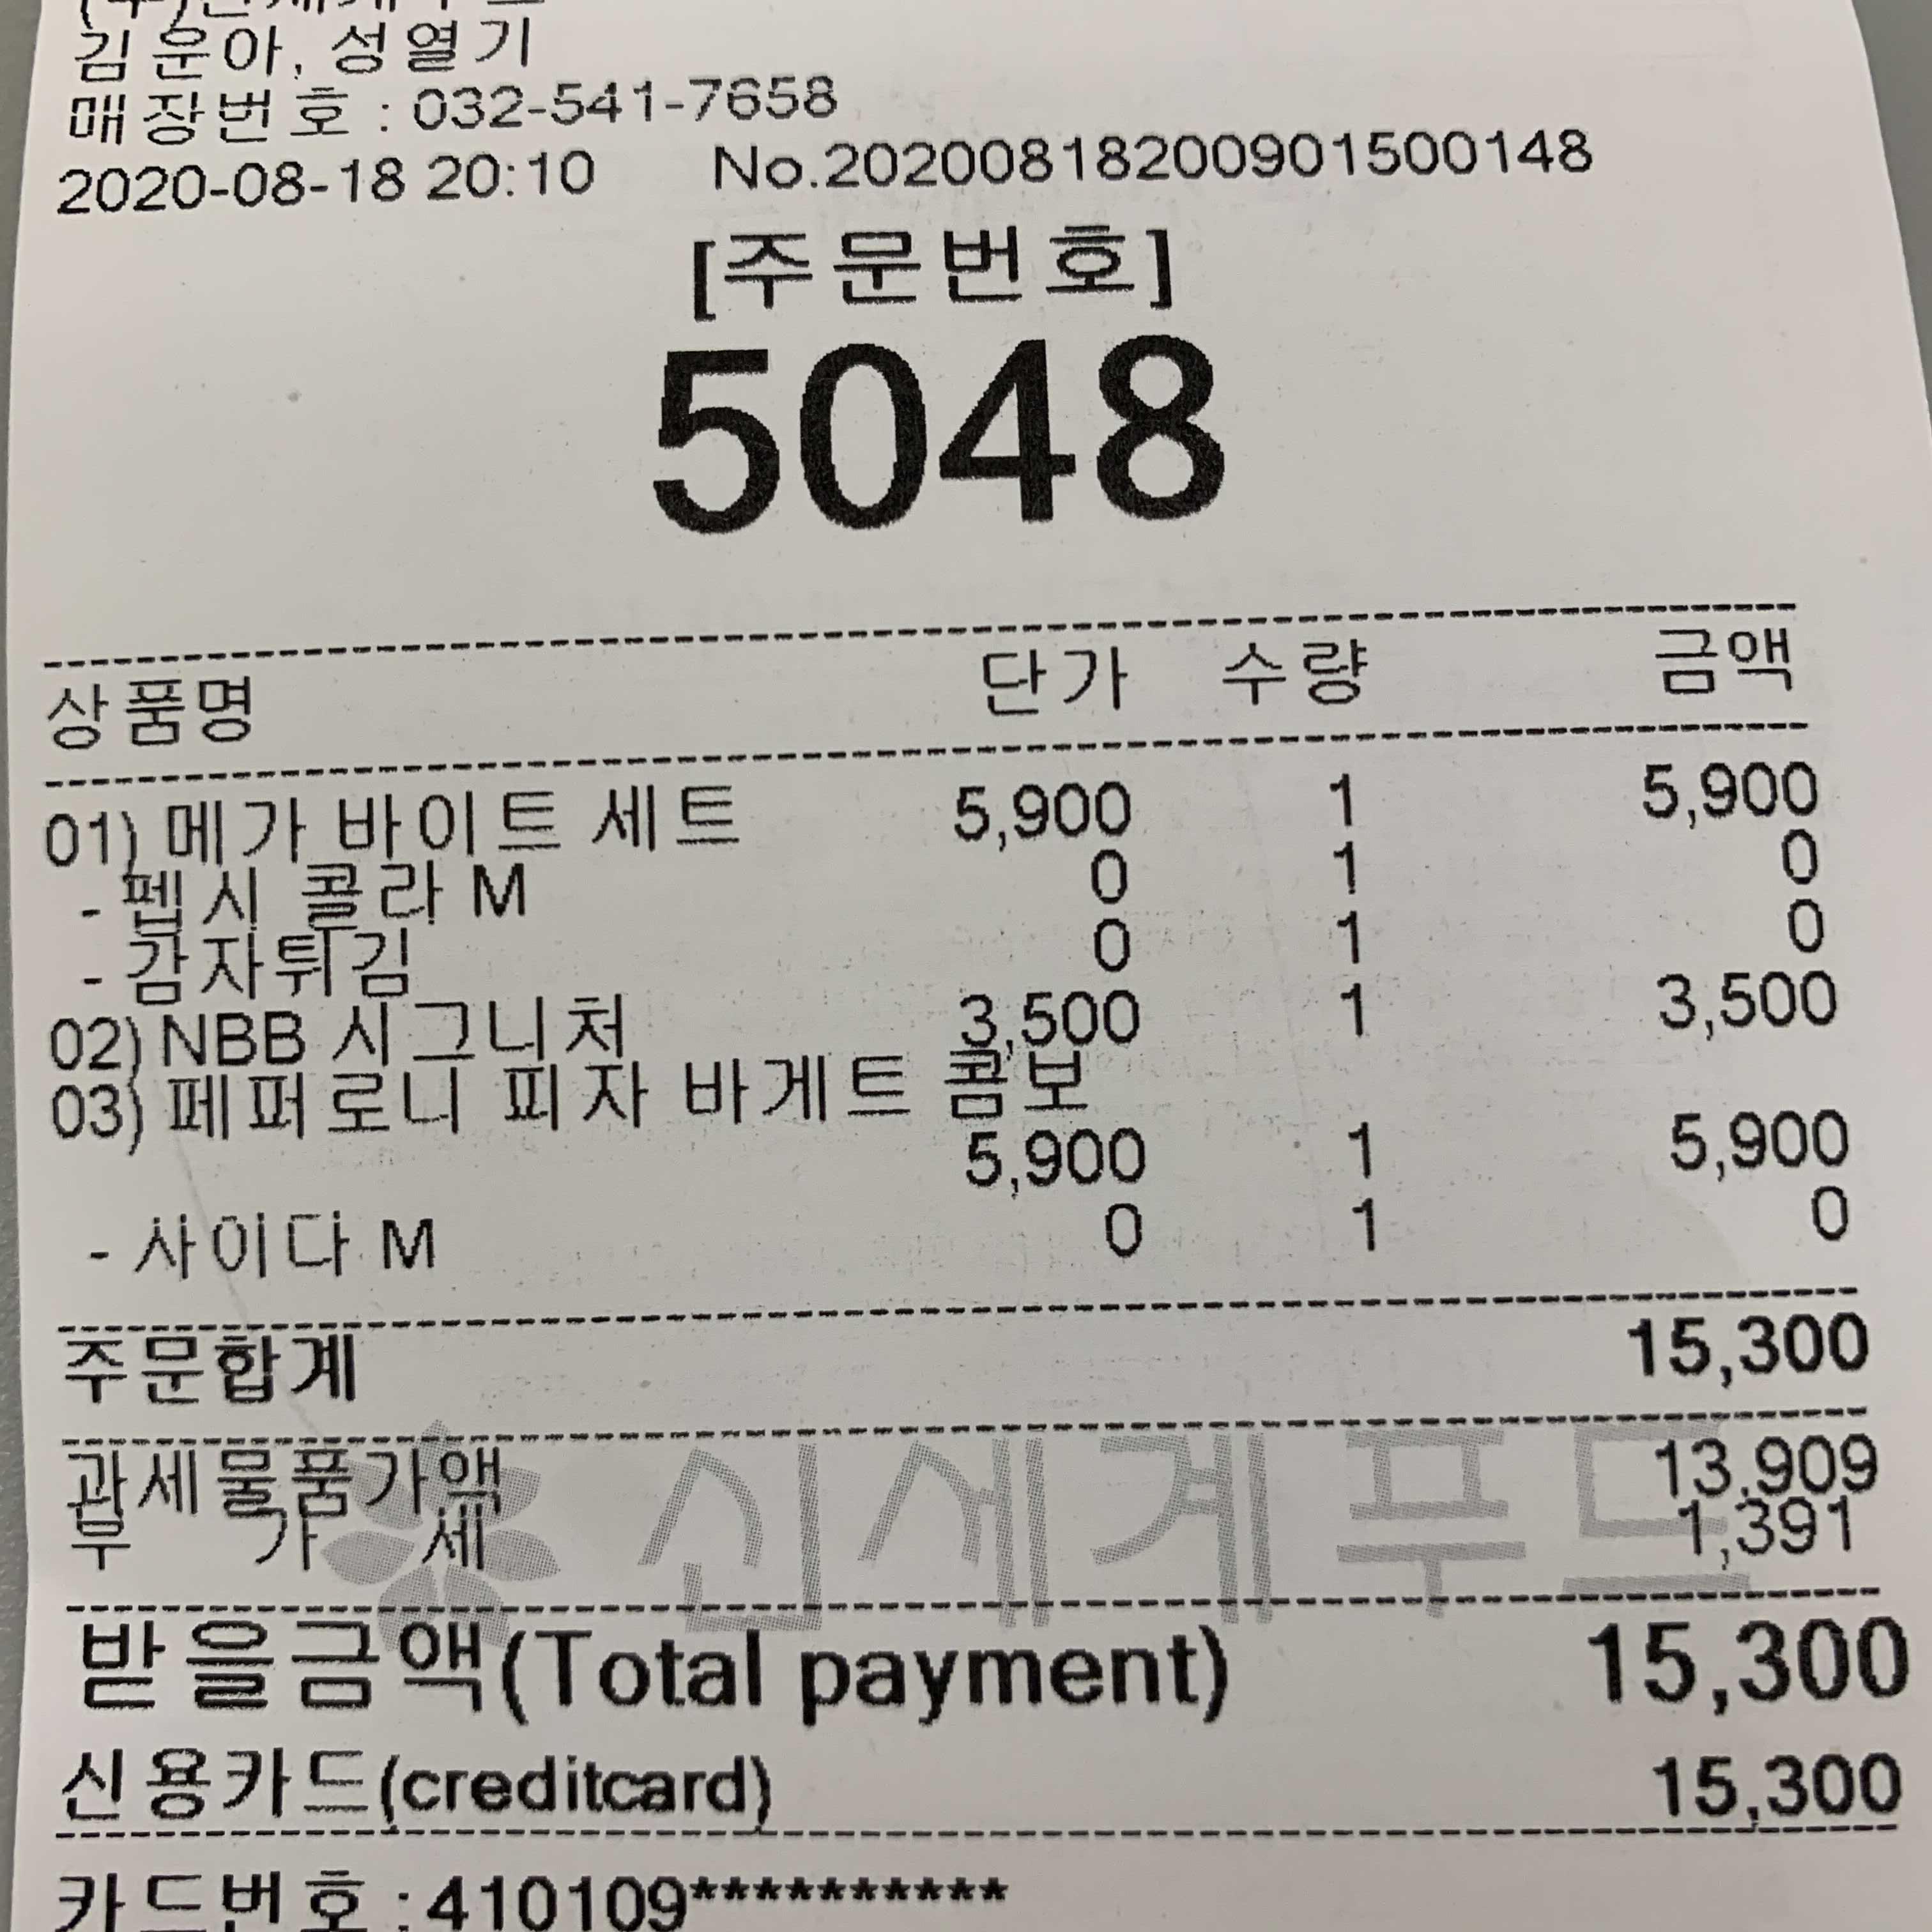 김운아, 성열기
매장번호 : 032-541-7658
2020-08-18 20:10 No.20200818200901500148
[주문번호]
5048
상품명 단가 수량 금액
01) 메가 바이트 세트 5,900 1 5,900
- 펩시 콜라 M 0 1 0
- 감자튀김 0 1 0
02) NBB 시그니처 3,500 1 3,500
03) 페퍼로니 피자 바게트 콤보
5,900 1 5,900
- 사이다 M 0 1 0
주문합계 15,300
과세물품가액 13.909
부 가 세 1,391
신세계푸드
받을금액(Total payment) 15,300
신용카드(creditcard) 15,300
카드번호 :410109**********